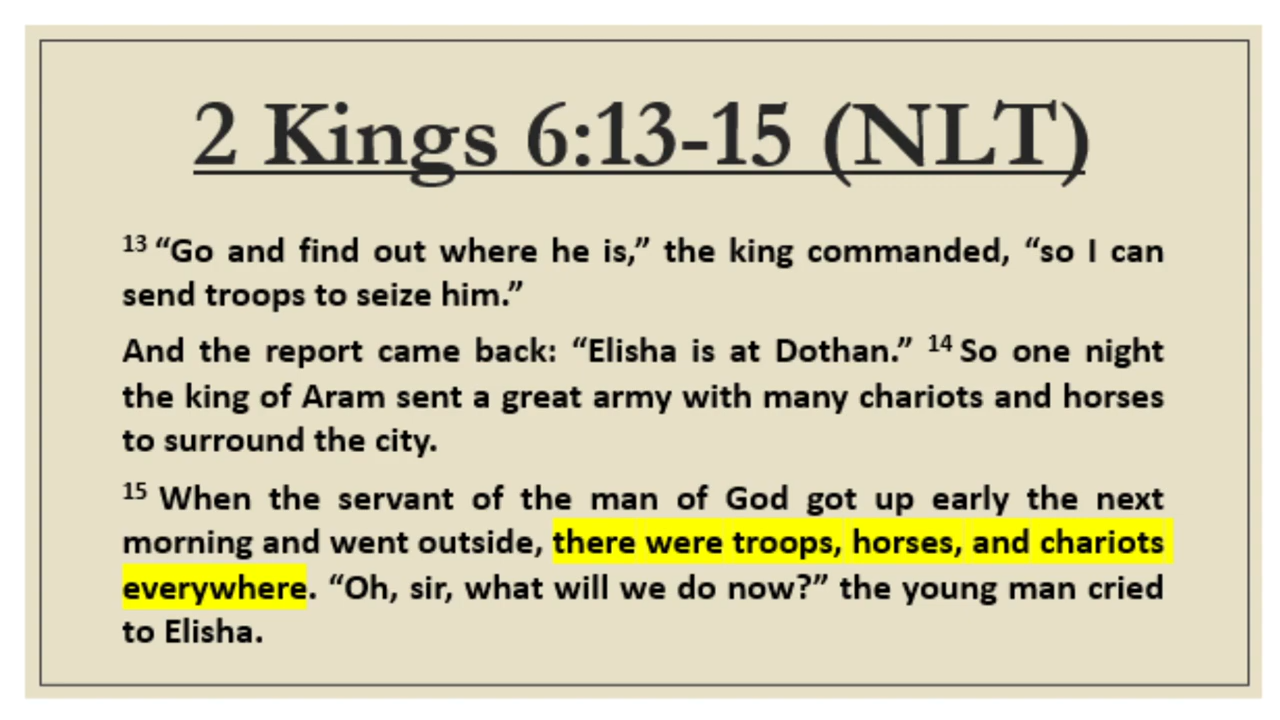 2 Kings 6:13-15 (NLT)
13 “Go and find out where he is,” the king commanded, “so I can
send troops to seize him.”
And the report came back: “Elisha is at Dothan.” 14 So one night
the king of Aram sent a great army with many chariots and horses
to surround the city.
15 When the servant of the man of God got up early the next
morning and went outside, there were troops, horses, and chariots
everywhere. “Oh, sir, what will we do now?” the young man cried
to Elisha.